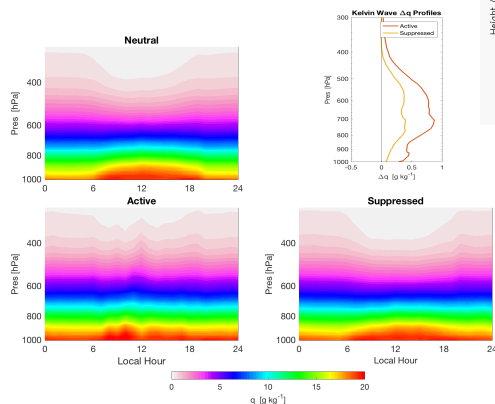 Kelvin Wave Δq Profiles
300
400
500
600
700
800
900
1000
Pres [hPa]
-0.5
0
0.5
1
Δq [g kg-1]
Active
Suppressed
Height
Neutral
400
600
800
1000
Pres [hPa]
0
6
12
18
24
Active
400
600
800
1000
Pres [hPa]
0
6
12
18
24
Local Hour
Suppressed
400
600
800
1000
Pres [hPa]
0
6
12
18
24
Local Hour
0
5
10
15
20
q [g kg-1]